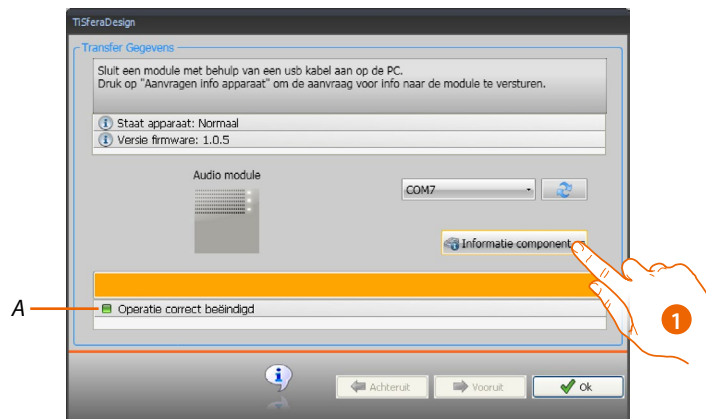 TiSferaDesign
Transfer Gegevens
Sluit een module met behulp van een usb kabel aan op de PC.
Druk op "Aanvragen info apparaat" om de aanvraag voor info naar de module te versturen.
Staat apparaat: Normaal
Versie firmware: 1.0.5
Audio module
COM7
Informatie component
A
Operatie correct beëindigd
1
Achteruit
Vooruit
Ok